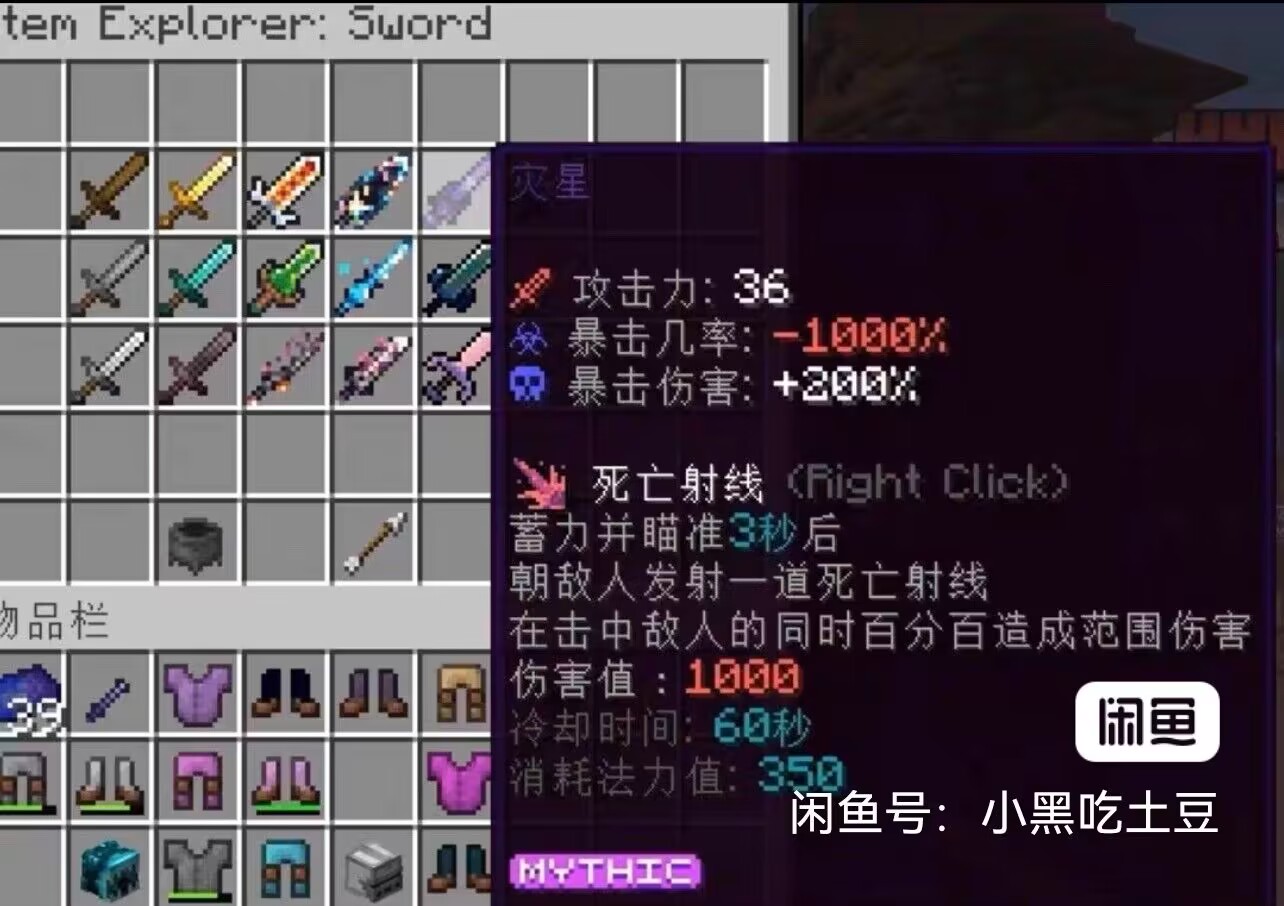 tem Explorer: Sword
灾星
攻击力: 36
暴击几率: -1000%
暴击伤害: +200%
死亡射线 (Right Click)
蓄力并瞄准3秒后
朝敌人发射一道死亡射线
在击中敌人的同时百分百造成范围伤害
伤害值 : 1000
冷却时间: 60秒
消耗法力值: 350
MYTHIC
物品栏
39
闲鱼
闲鱼号: 小黑吃土豆